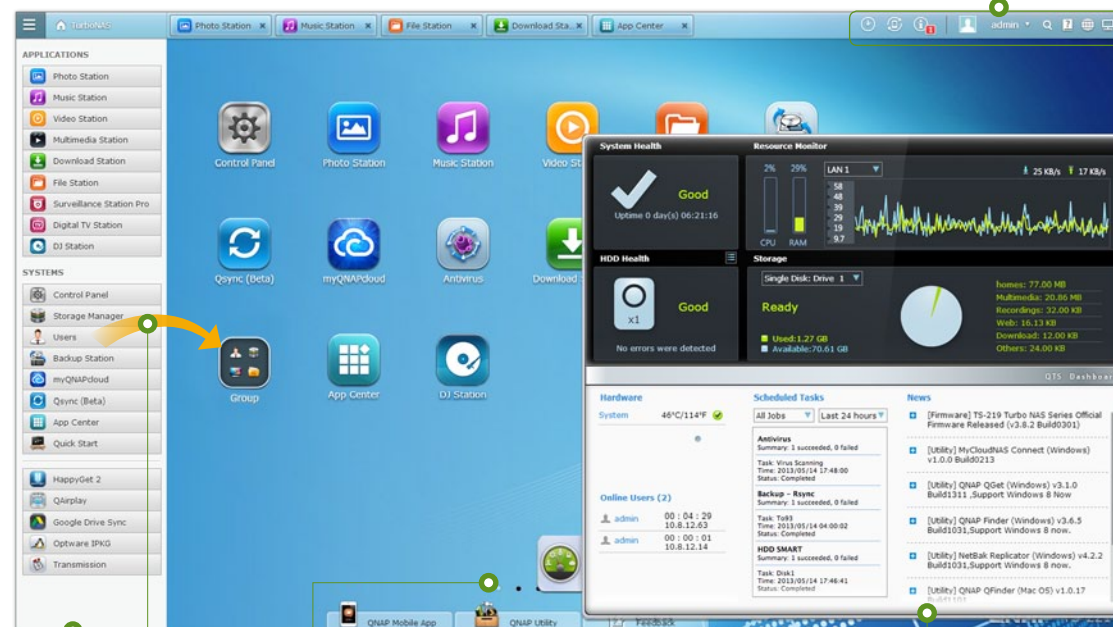 TurboNAS
Photo Station
Music Station
File Station
Download Sta..
App Center
admin
APPLICATIONS
Photo Station
Music Station
Video Station
Multimedia Station
Download Station
File Station
Surveillance Station Pro
Digital TV Station
DJ Station
SYSTEMS
Control Panel
Storage Manager
Users
Backup Station
myQNAPcloud
Qsync (Beta)
App Center
Quick Start
HappyGet 2
QAirplay
Google Drive Sync
Optware IPKG
Transmission
Control Panel
Photo Station
Music Station
Video St
Qsync (Beta)
myQNAPcloud
Antivirus
Download
Group
App Center
DJ Station
System Health
Good
Uptime 0 day(s) 06:21:16
Resource Monitor
2% 29%
LAN 1
25 KB/s 17 KB/s
58
48
39
29
19
9.7
CPU RAM
HDD Health
x1
Good
No errors were detected
Storage
Single Disk: Drive 1
Ready
Used:1.27 GB
Available:70.61 GB
homes: 77.00 MB
Multimedia: 20.86 MB
Recordings: 32.00 KB
Web: 16.13 KB
Download: 12.00 KB
Others: 24.00 KB
QTS Dashboar
Hardware
System 46°C/114°F
Online Users (2)
admin 00 : 04 : 29
10.8.12.63
admin 00 : 00 : 01
10.8.12.14
Scheduled Tasks
All Jobs Last 24 hours
Antivirus
Summary: 1 succeeded, 0 failed
Task: Virus Scanning
Time: 2013/05/14 17:48:00
Status: Completed
Backup - Rsync
Summary: 1 succeeded, 0 failed
Task: To93
Time: 2013/05/14 04:00:02
Status: Completed
HDD SMART
Summary: 1 succeeded, 0 failed
Task: Disk1
Time: 2013/05/14 17:46:41
Status: Completed
News
[Firmware] TS-219 Turbo NAS Series Official
Firmware Released (v3.8.2 Build0301)
[Utility] MyCloudNAS Connect (Windows)
v1.0.0 Build0213
[Utility] QNAP QGet (Windows) v3.1.0
Build1311 ,Support Windows 8 Now
[Utility] QNAP Finder (Windows) v3.6.5
Build1031,Support Windows 8 now.
[Utility] NetBak Replicator (Windows) v4.2.2
Build1031,Support Windows 8 now.
[Utility] QNAP QFinder (Mac OS) v1.0.17
QNAP Mobile App
QNAP Utility
Feedback